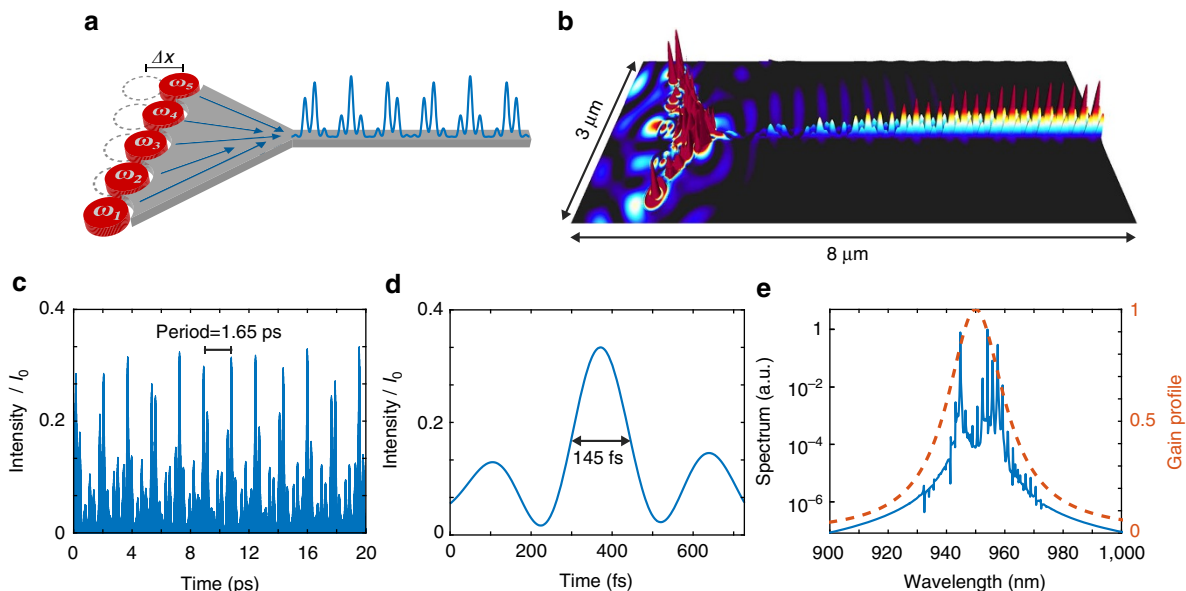 a
Δx
ω5
ω4
ω3
ω2
ω1
b
3 μm
8 μm
c
0.4
0.2
0
Intensity / I0
Period=1.65 ps
0 4 8 12 16 20
Time (ps)
d
0.4
0.2
0
Intensity / I0
145 fs
0 200 400 600
Time (fs)
e
1
10−2
10−4
10−6
Spectrum (a.u.)
1
0.5
0
Gain profile
900 920 940 960 980 1,000
Wavelength (nm)